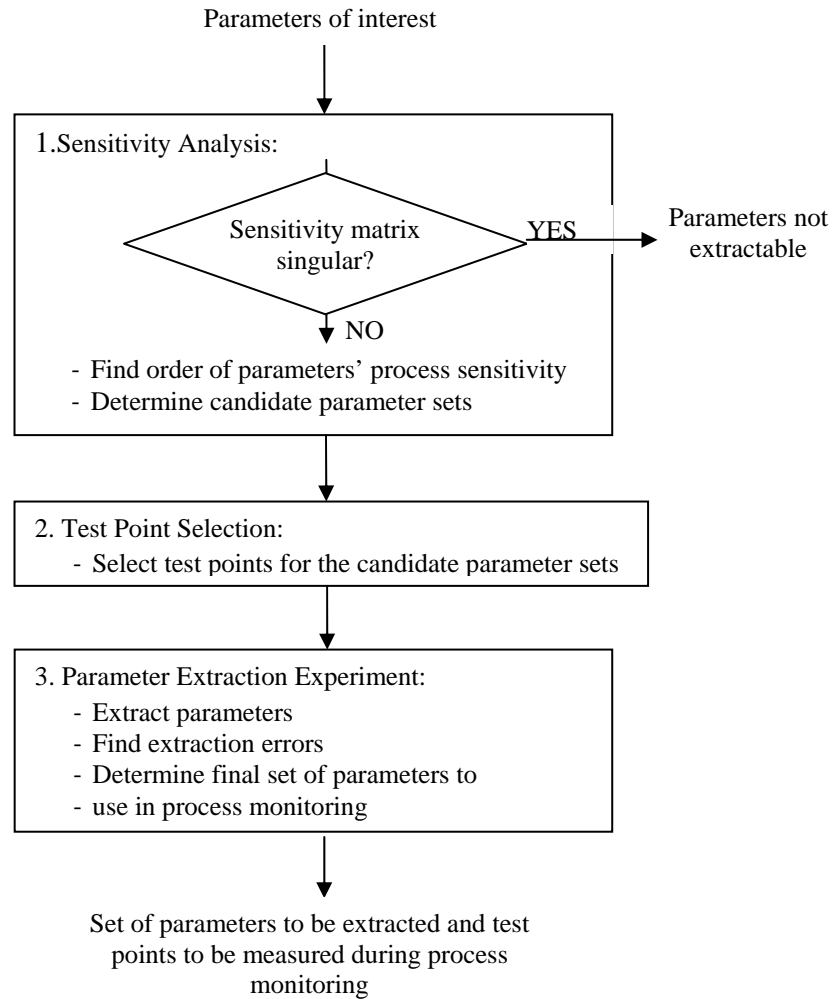 Parameters of interest
1.Sensitivity Analysis:
Sensitivity matrix
singular?
YES
Parameters not
extractable
NO
- Find order of parameters’ process sensitivity
- Determine candidate parameter sets
2. Test Point Selection:
- Select test points for the candidate parameter sets
3. Parameter Extraction Experiment:
- Extract parameters
- Find extraction errors
- Determine final set of parameters to
- use in process monitoring
Set of parameters to be extracted and test
points to be measured during process
monitoring